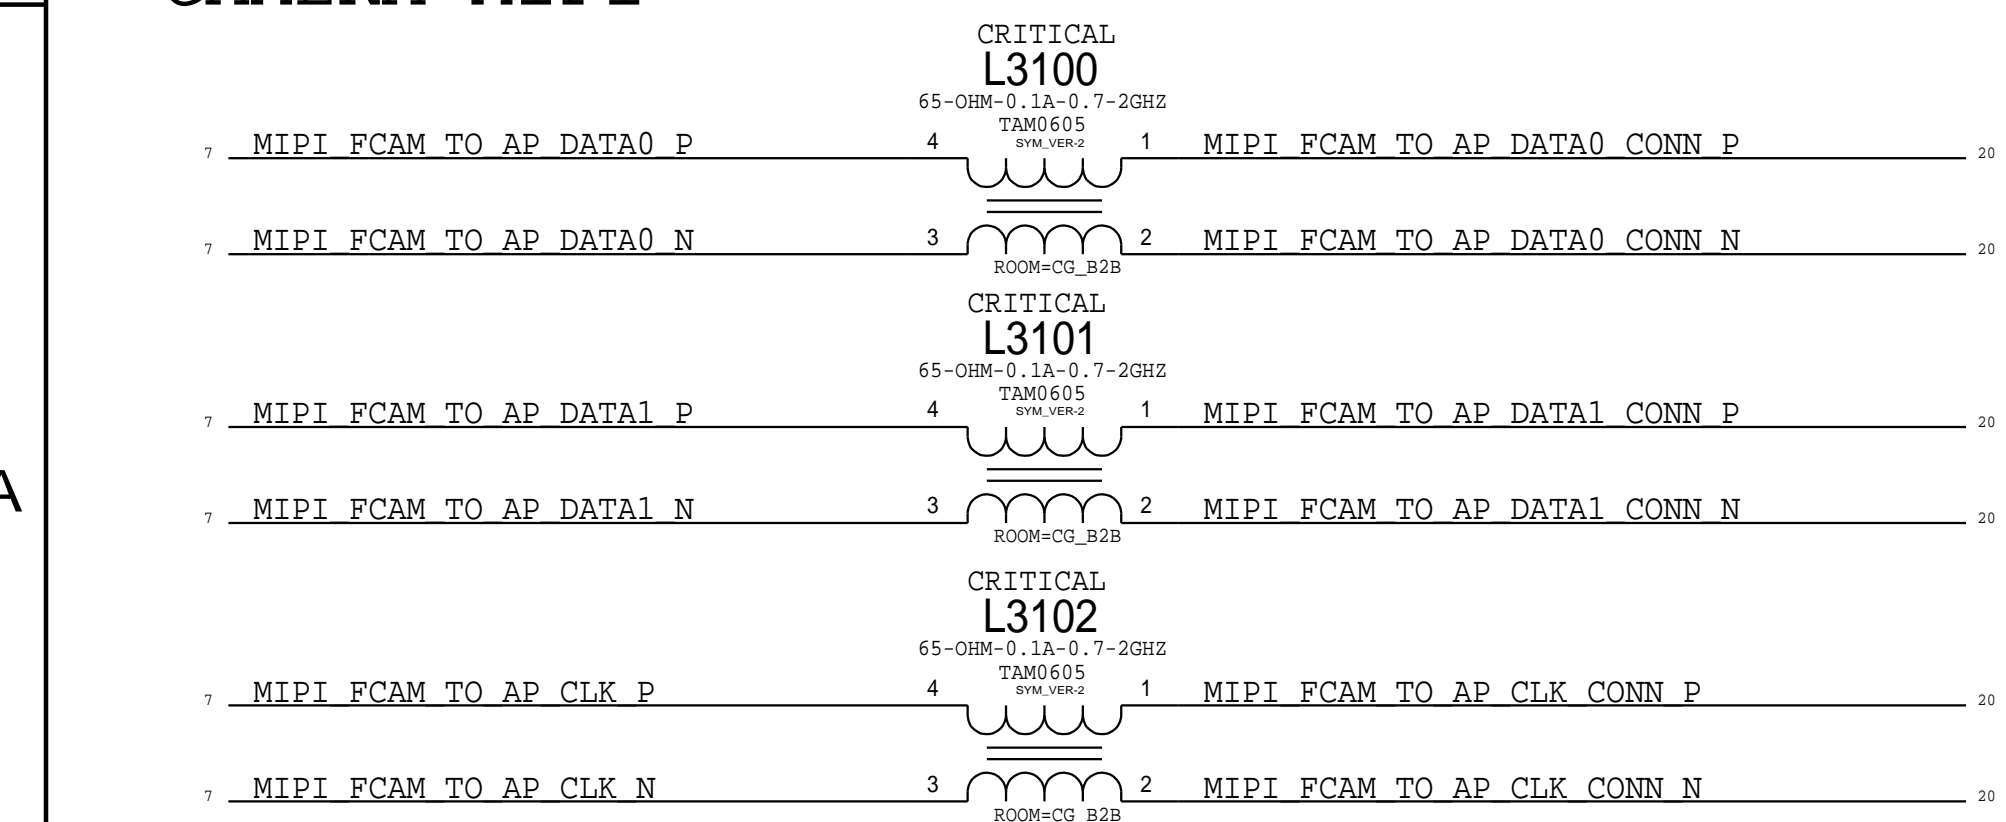 CRITICAL
L3100
65-OHM-0.1A-0.7-2GHZ
TAM0605
SYM_VER-2
7 MIPI_FCAM_TO_AP_DATA0_P 4 1 MIPI_FCAM_TO_AP_DATA0_CONN_P 20
7 MIPI_FCAM_TO_AP_DATA0_N 3 2 MIPI_FCAM_TO_AP_DATA0_CONN_N 20
ROOM=CG_B2B
CRITICAL
L3101
65-OHM-0.1A-0.7-2GHZ
TAM0605
SYM_VER-2
7 MIPI_FCAM_TO_AP_DATA1_P 4 1 MIPI_FCAM_TO_AP_DATA1_CONN_P 20
A
7 MIPI_FCAM_TO_AP_DATA1_N 3 2 MIPI_FCAM_TO_AP_DATA1_CONN_N 20
ROOM=CG_B2B
CRITICAL
L3102
65-OHM-0.1A-0.7-2GHZ
TAM0605
SYM_VER-2
7 MIPI_FCAM_TO_AP_CLK_P 4 1 MIPI_FCAM_TO_AP_CLK_CONN_P 20
7 MIPI_FCAM_TO_AP_CLK_N 3 2 MIPI_FCAM_TO_AP_CLK_CONN_N 20
ROOM=CG_B2B